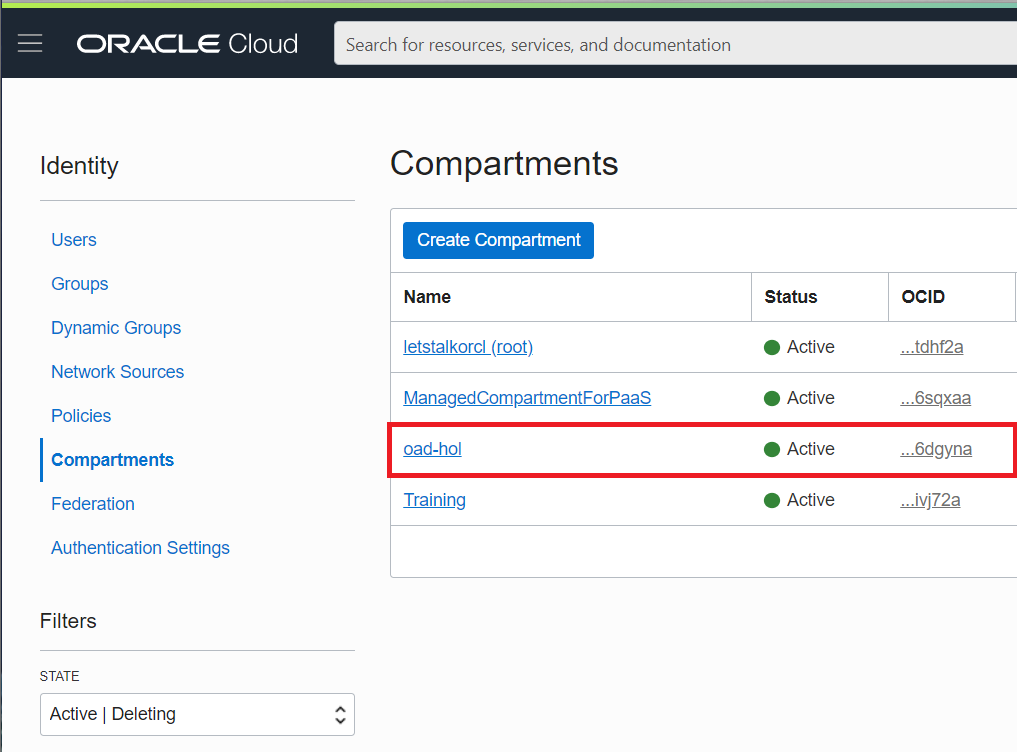 ORACLE Cloud
Search for resources, services, and documentation
Identity
Users
Groups
Dynamic Groups
Network Sources
Policies
Compartments
Federation
Authentication Settings
Filters
STATE
Active | Deleting
Compartments
Create Compartment
Name Status OCID
letstalkorcl (root) Active ...tdhf2a
ManagedCompartmentForPaaS Active ...6sqxaa
oad-hol Active ...6dgyna
Training Active ...ivj72a